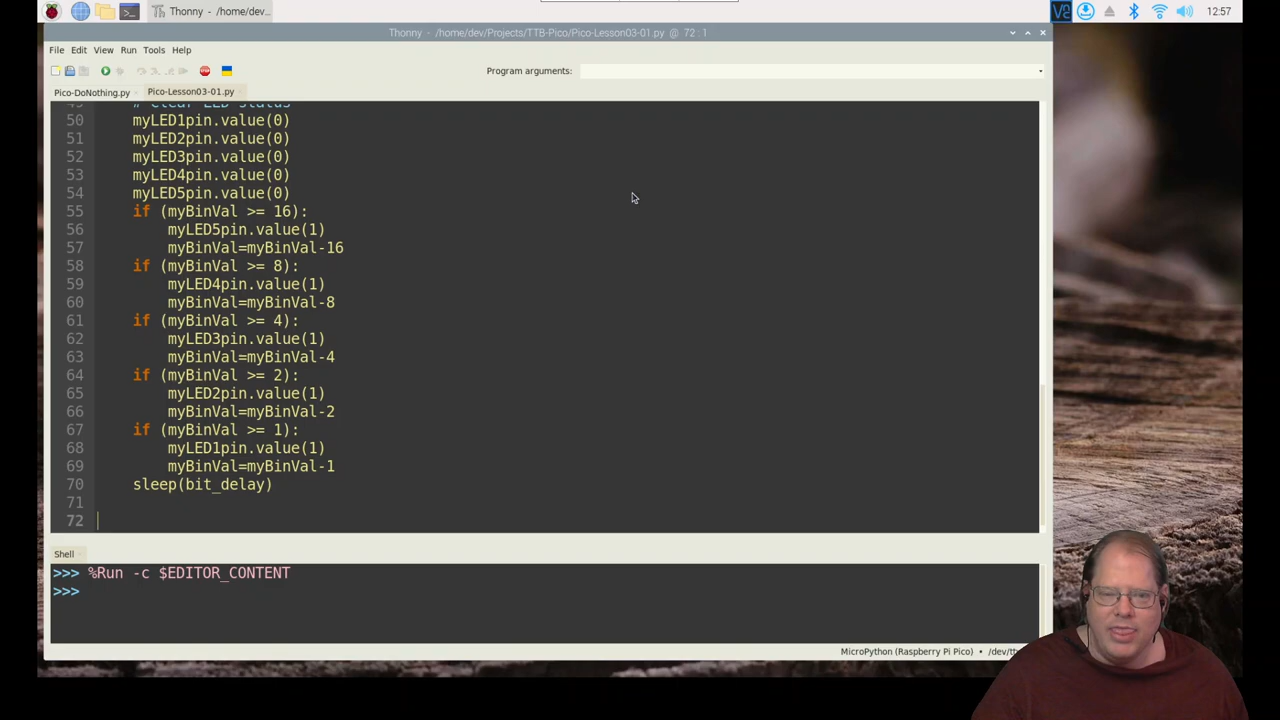 Thonny - /home/dev...
12:57
Thonny - /home/dev/Projects/TTB-Pico/Pico-Lesson03-01.py @ 72 : 1
File Edit View Run Tools Help
Program arguments:
Pico-DoNothing.py
Pico-Lesson03-01.py
49 # Clear LED status
50 myLED1pin.value(0)
51 myLED2pin.value(0)
52 myLED3pin.value(0)
53 myLED4pin.value(0)
54 myLED5pin.value(0)
55 if (myBinVal >= 16):
56 myLED5pin.value(1)
57 myBinVal=myBinVal-16
58 if (myBinVal >= 8):
59 myLED4pin.value(1)
60 myBinVal=myBinVal-8
61 if (myBinVal >= 4):
62 myLED3pin.value(1)
63 myBinVal=myBinVal-4
64 if (myBinVal >= 2):
65 myLED2pin.value(1)
66 myBinVal=myBinVal-2
67 if (myBinVal >= 1):
68 myLED1pin.value(1)
69 myBinVal=myBinVal-1
70 sleep(bit_delay)
71
72
Shell
>>> %Run -c $EDITOR_CONTENT
>>>
MicroPython (Raspberry Pi Pico) • /dev/